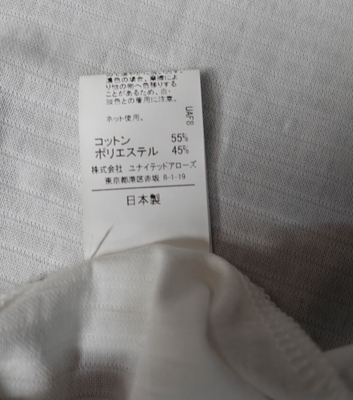 濃色の場合、摩擦によ
り他の物へ色移りする
ことがあるため、白・
淡色との着用に注意。
ネット使用。
UAF8
コットン 55%
ポリエステル 45%
株式会社 ユナイテッドアローズ
東京都港区赤坂 8-1-19
日本製